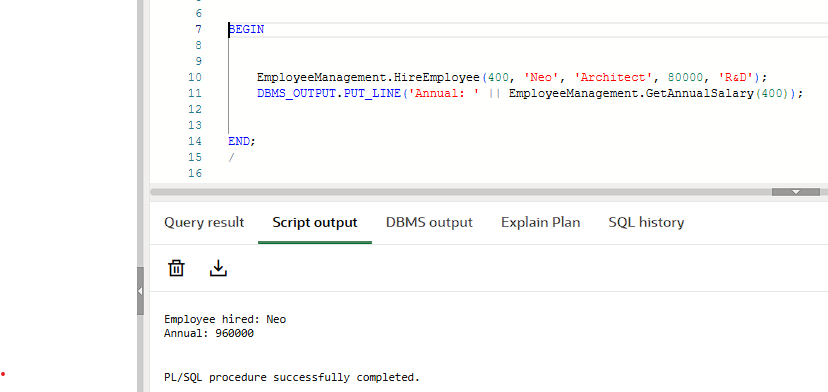 6
7 BEGIN
8
9
10 EmployeeManagement.HireEmployee(400, 'Neo', 'Architect', 80000, 'R&D');
11 DBMS_OUTPUT.PUT_LINE('Annual: ' || EmployeeManagement.GetAnnualSalary(400));
12
13
14 END;
15 /
16
Query result Script output DBMS output Explain Plan SQL history
Employee hired: Neo
Annual: 960000
PL/SQL procedure successfully completed.